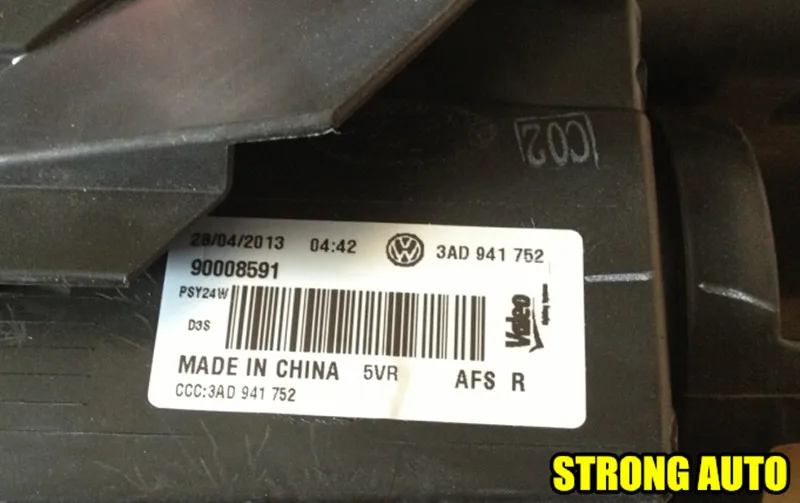 C02
28/04/2013 04:42 VW 3AD 941 752
90008591
PSY24W
D3S
Valeo
MADE IN CHINA 5VR AFS R
CCC:3AD 941 752
STRONG AUTO